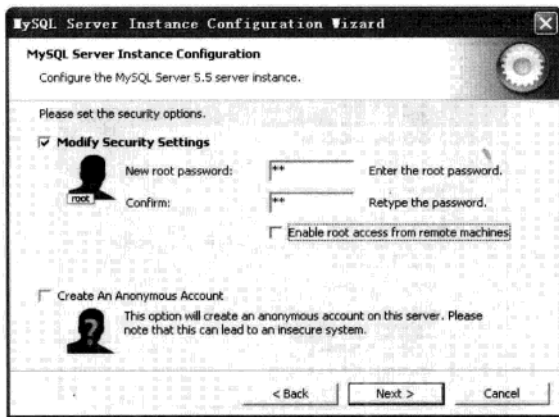 MySQL Server Instance Configuration Wizard
MySQL Server Instance Configuration
Configure the MySQL Server 5.5 server instance.
Please set the security options.
Modify Security Settings
root
New root password: ** Enter the root password.
Confirm: ** Retype the password.
Enable root access from remote machines
Create An Anonymous Account
?
This option will create an anonymous account on this server. Please
note that this can lead to an insecure system.
< Back Next > Cancel